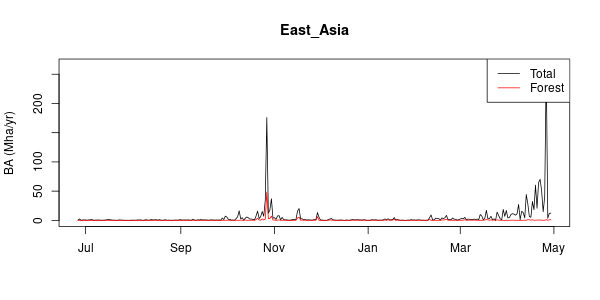 East_Asia
BA (Mha/yr)
200
100
50
0
Total
Forest
Jul Sep Nov Jan Mar May